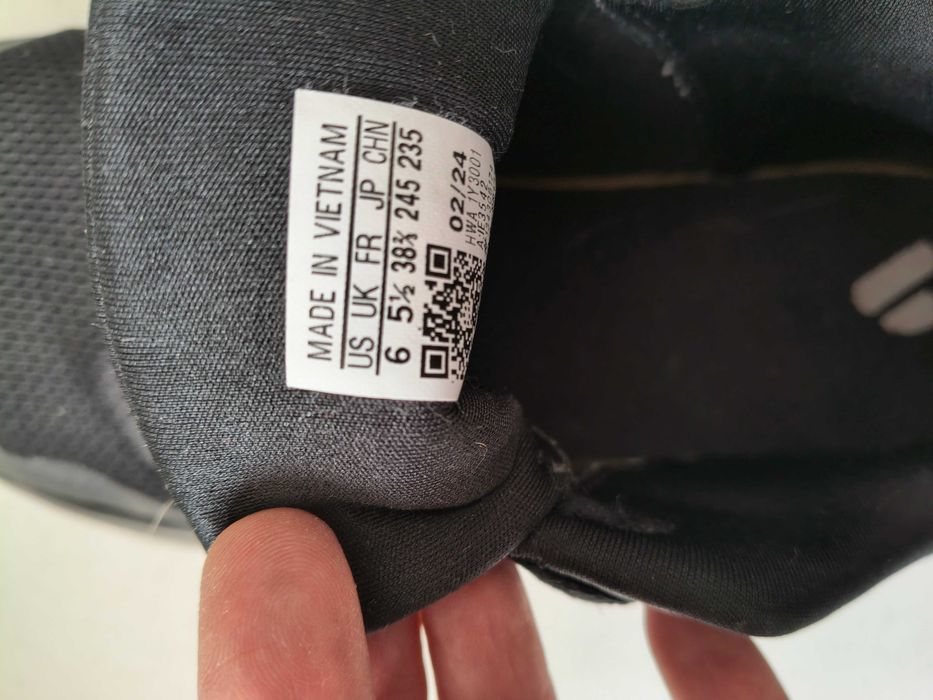 MADE IN VIETNAM
US UK FR JP CHN
6 5½ 38⅔ 245 235
02/24
HWA 1Y3001